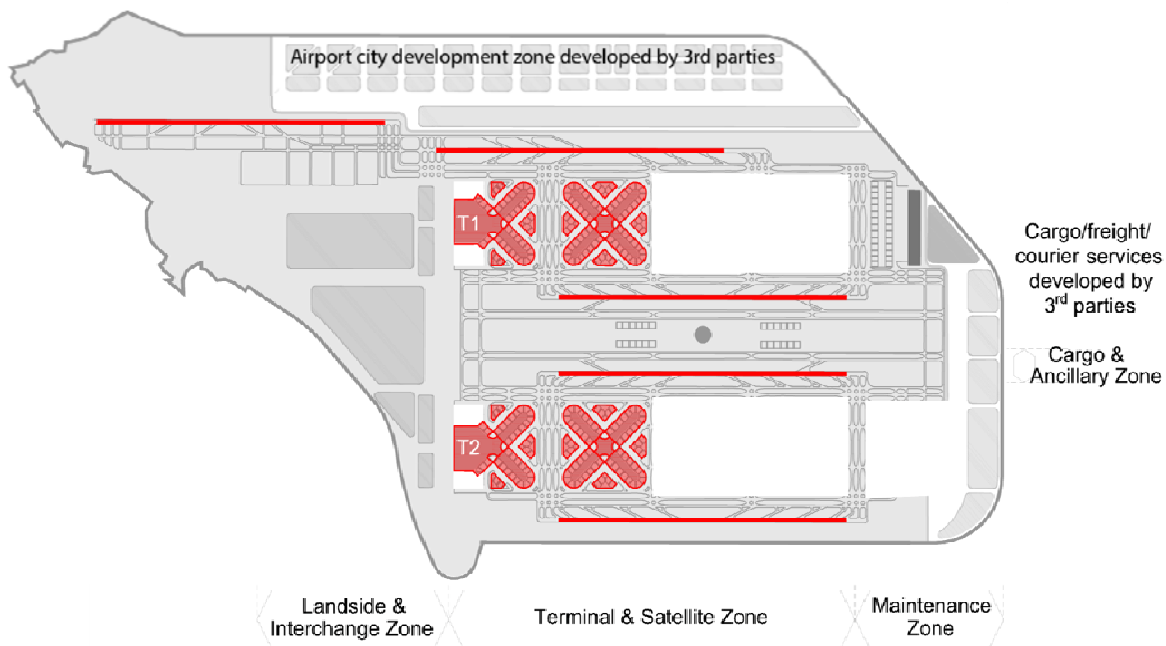 Airport city development zone developed by 3rd parties
T1
Cargo/freight/
courier services
developed by
3rd parties
Cargo &
Ancillary Zone
T2
Landside &
Interchange Zone
Terminal & Satellite Zone
Maintenance
Zone